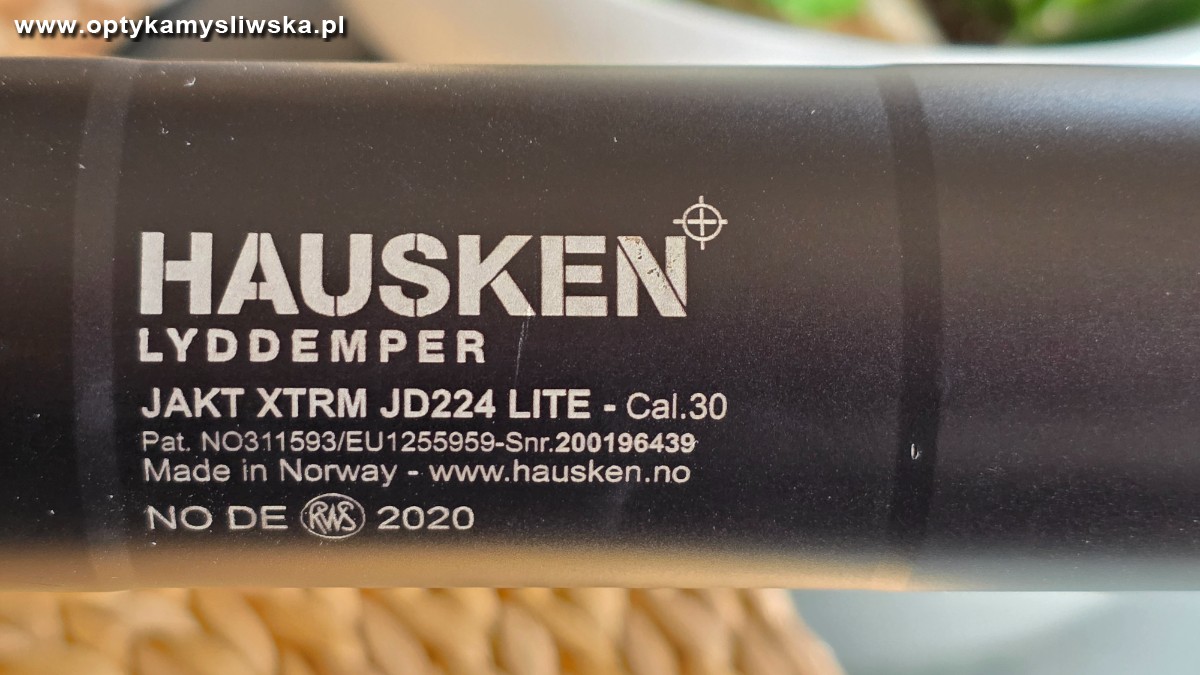 www.optykamysliwska.pl
HAUSKEN
LYDDEMPER
JAKT XTRM JD224 LITE - Cal.30
Pat. NO311593/EU1255959-Snr.200196439
Made in Norway - www.hausken.no
NO DE RWS 2020